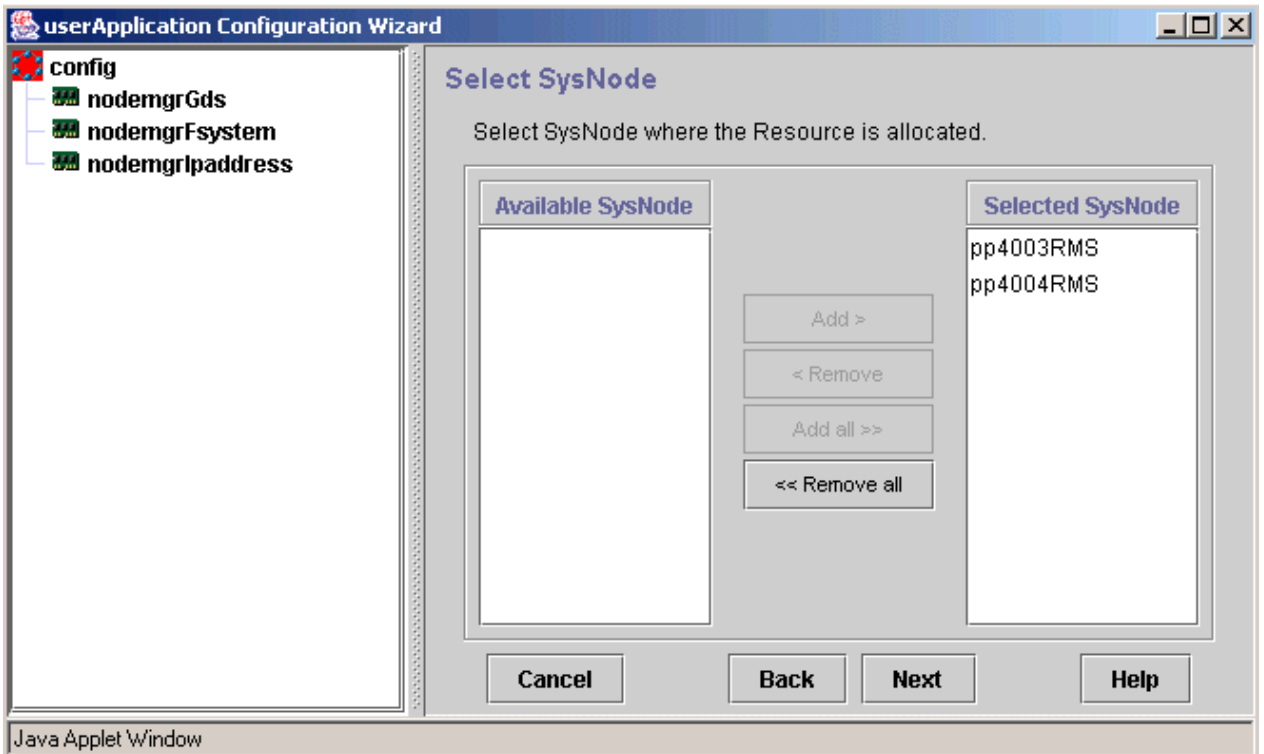 userApplication Configuration Wizard
config
nodemgrGds
nodemgrFsystem
nodemgrIpaddress
Select SysNode
Select SysNode where the Resource is allocated.
Available SysNode
Selected SysNode
pp4003RMS
pp4004RMS
Add >
< Remove
Add all >>
<< Remove all
Cancel
Back
Next
Help
Java Applet Window